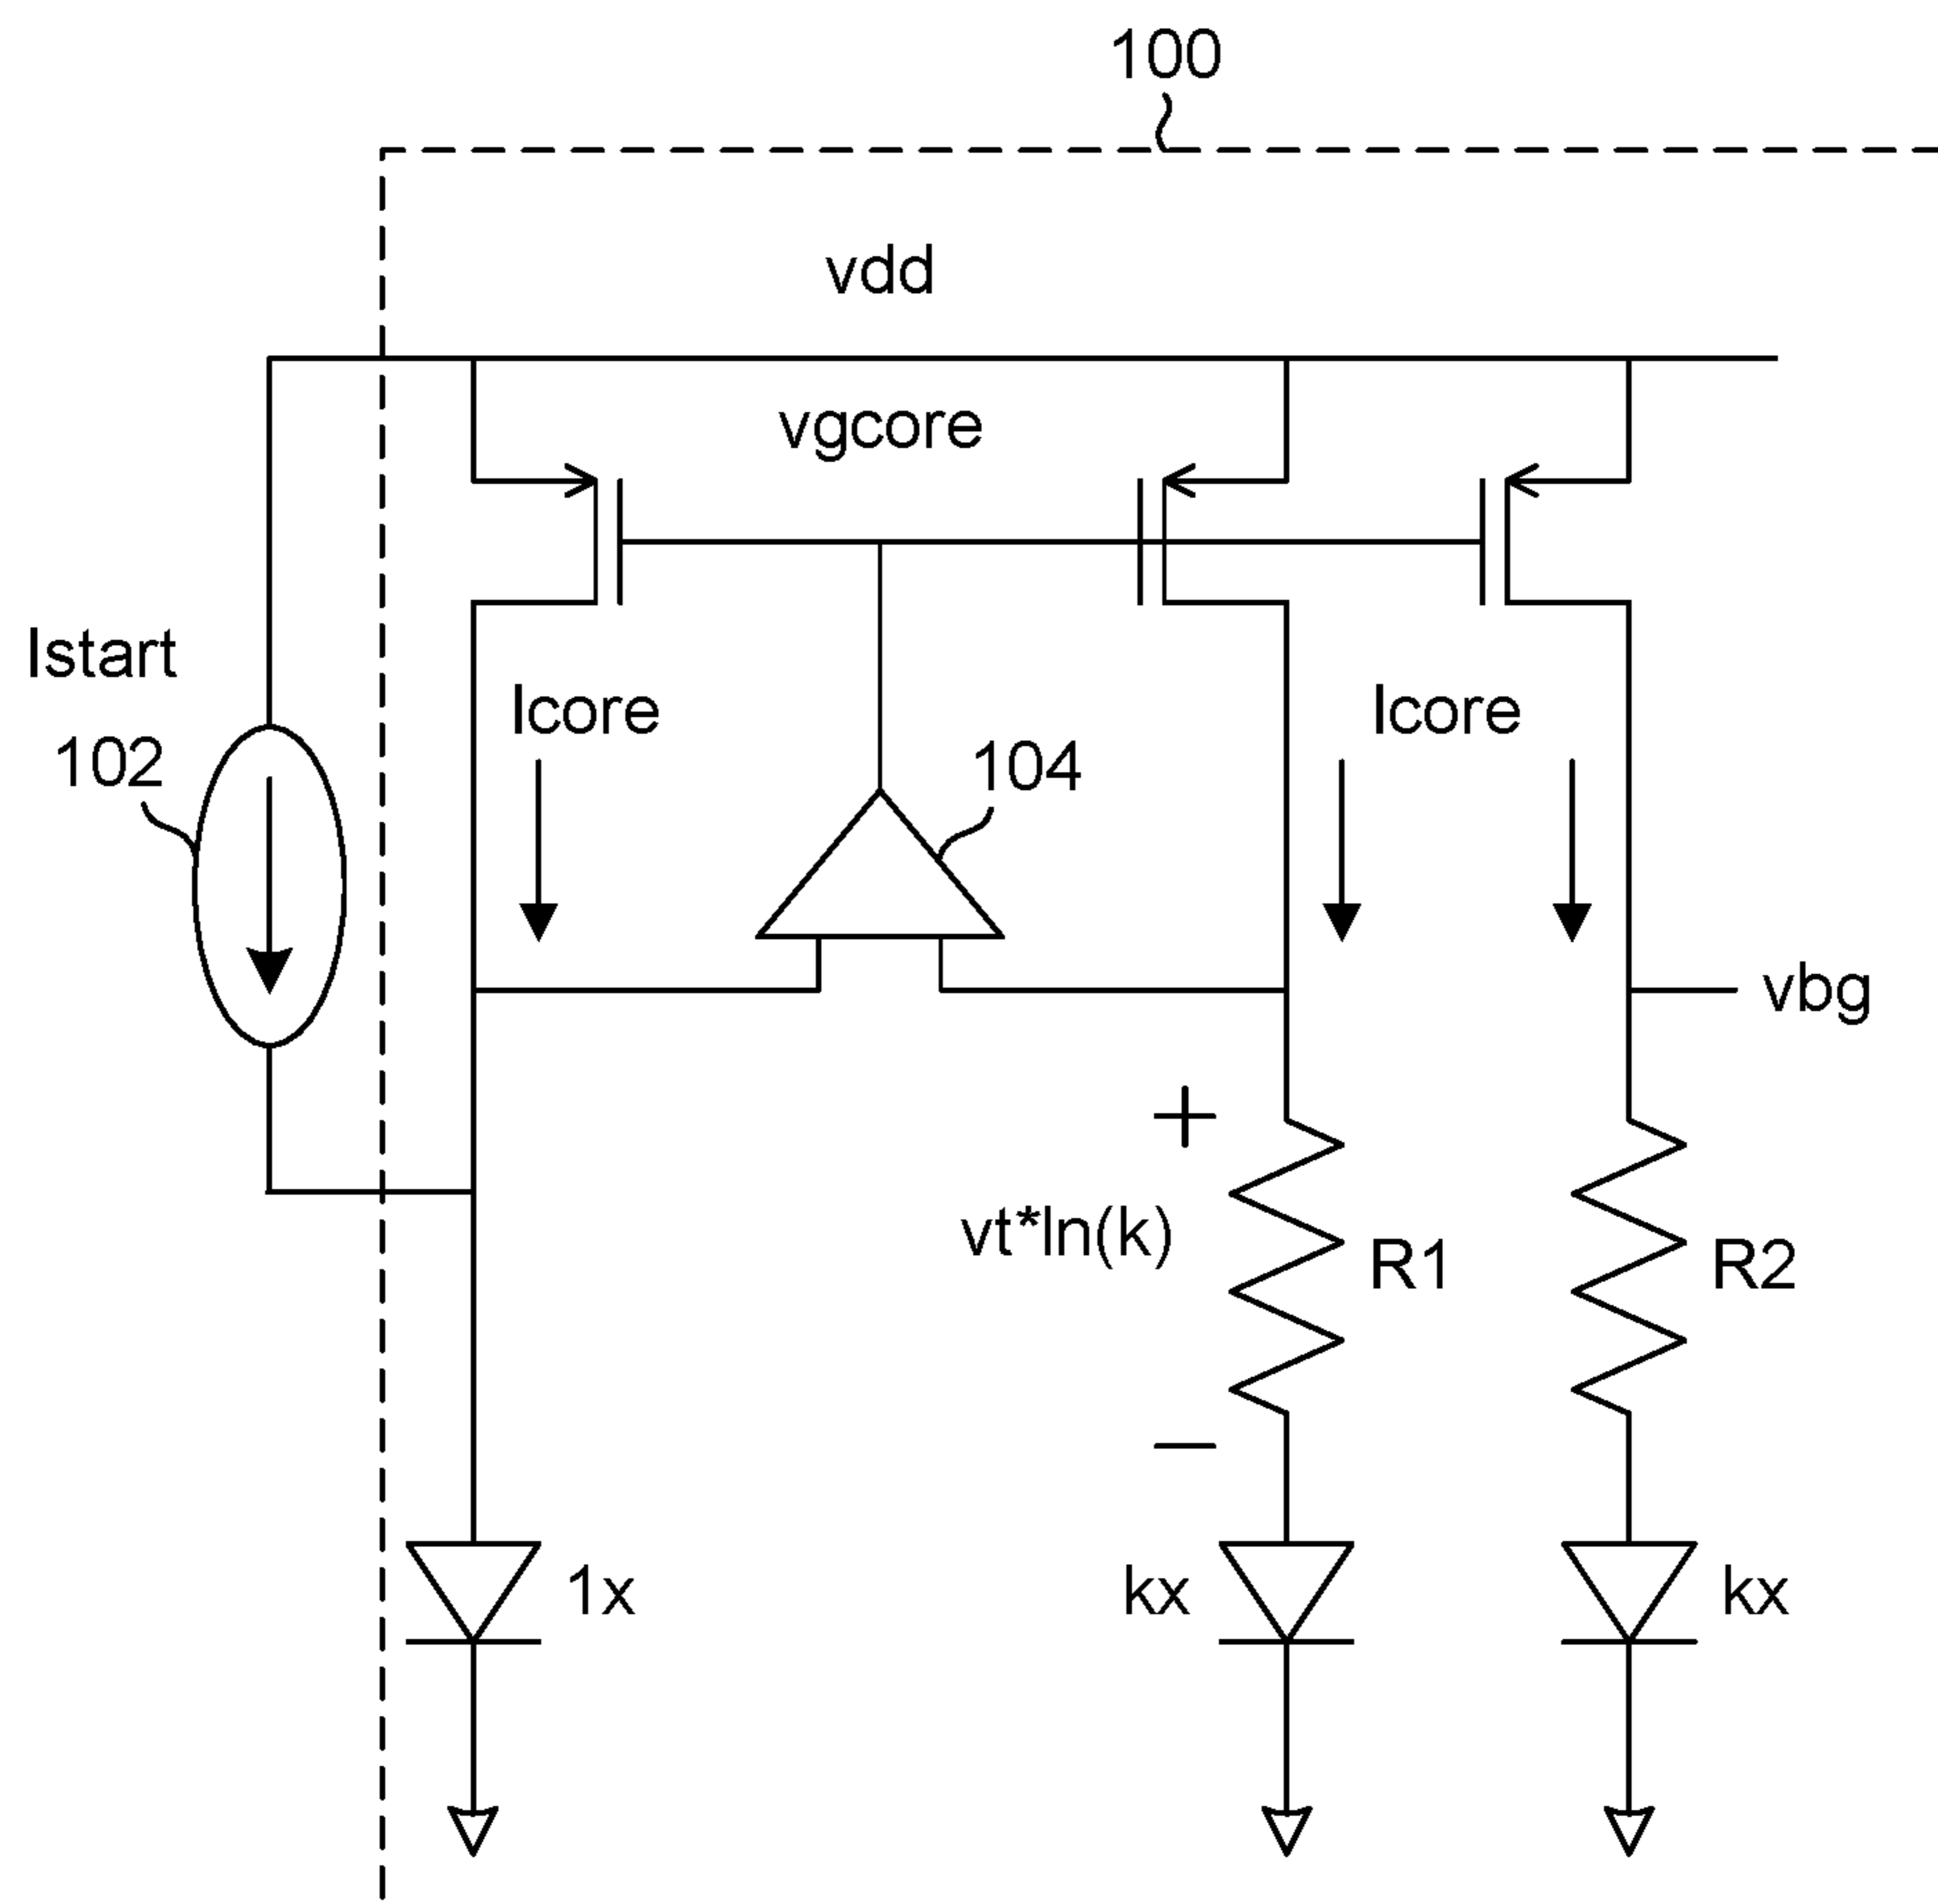 100
vdd
vgcore
Istart
102
Icore
Icore
104
vbg
+
vt*ln(k)
R1
R2
−
1x
kx
kx